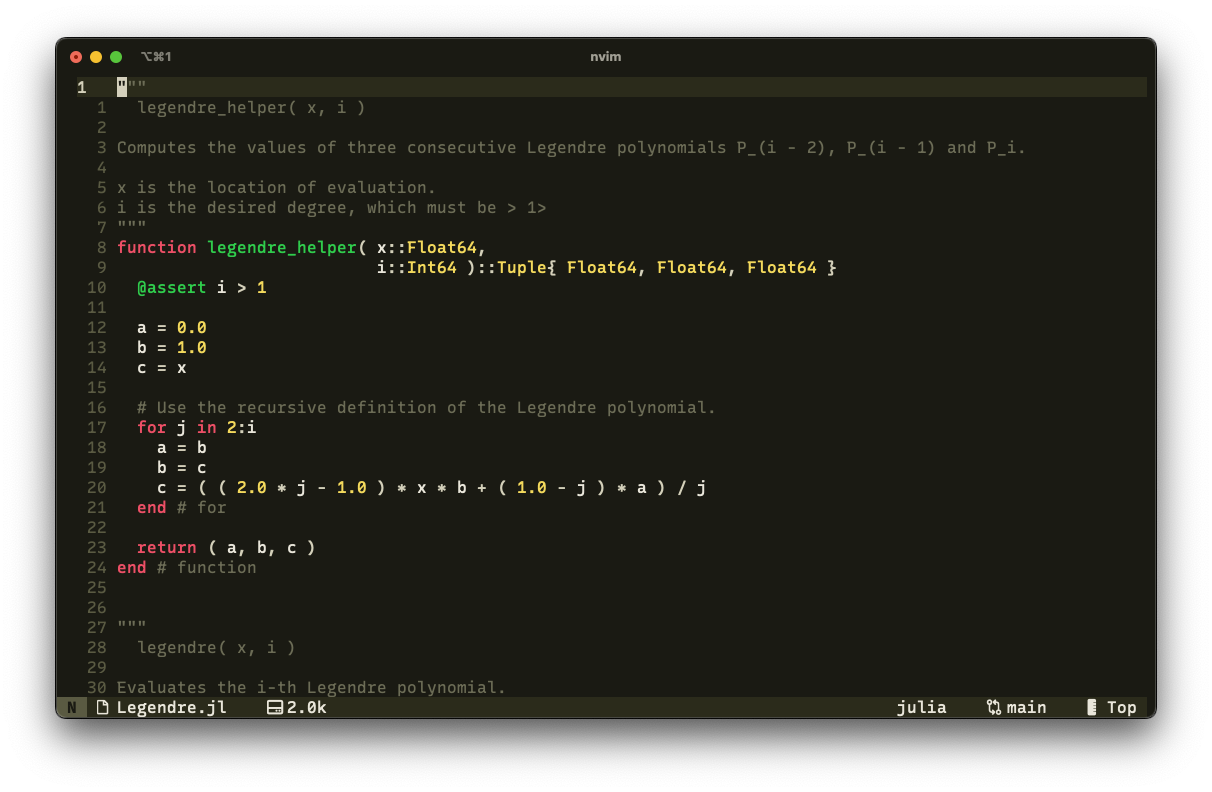 ⌥⌘1 nvim
1 """
1 legendre_helper( x, i )
2
3 Computes the values of three consecutive Legendre polynomials P_(i - 2), P_(i - 1) and P_i.
4
5 x is the location of evaluation.
6 i is the desired degree, which must be > 1>
7 """
8 function legendre_helper( x::Float64,
9 i::Int64 )::Tuple{ Float64, Float64, Float64 }
10 @assert i > 1
11
12 a = 0.0
13 b = 1.0
14 c = x
15
16 # Use the recursive definition of the Legendre polynomial.
17 for j in 2:i
18 a = b
19 b = c
20 c = ( ( 2.0 * j - 1.0 ) * x * b + ( 1.0 - j ) * a ) / j
21 end # for
22
23 return ( a, b, c )
24 end # function
25
26
27 """
28 legendre( x, i )
29
30 Evaluates the i-th Legendre polynomial.
N Legendre.jl 2.0k julia main Top